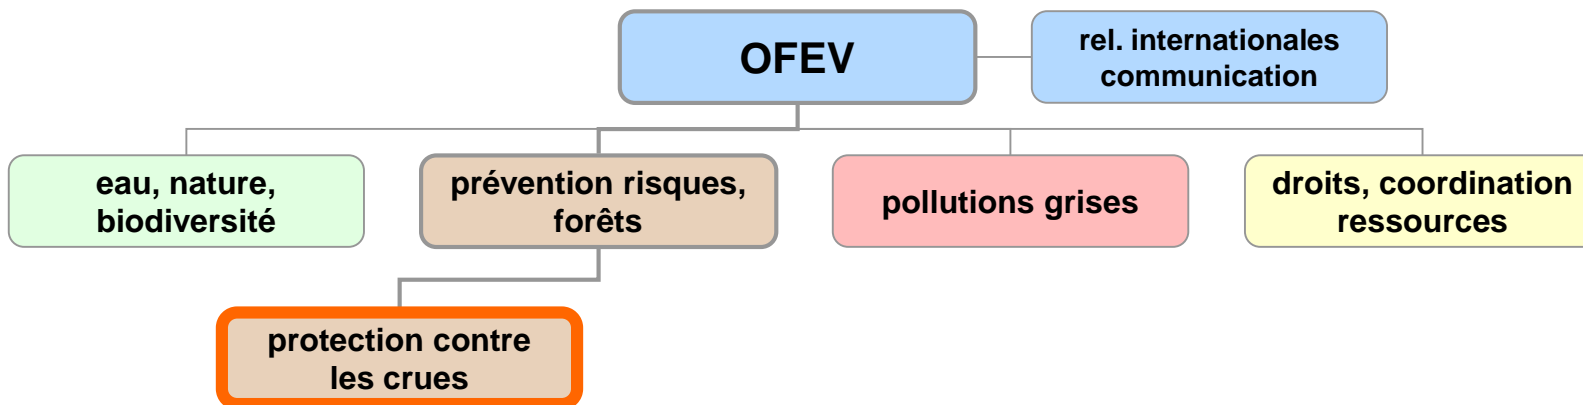 OFEV
rel. internationales
communication
eau, nature,
biodiversité
prévention risques,
forêts
pollutions grises
droits, coordination
ressources
protection contre
les crues